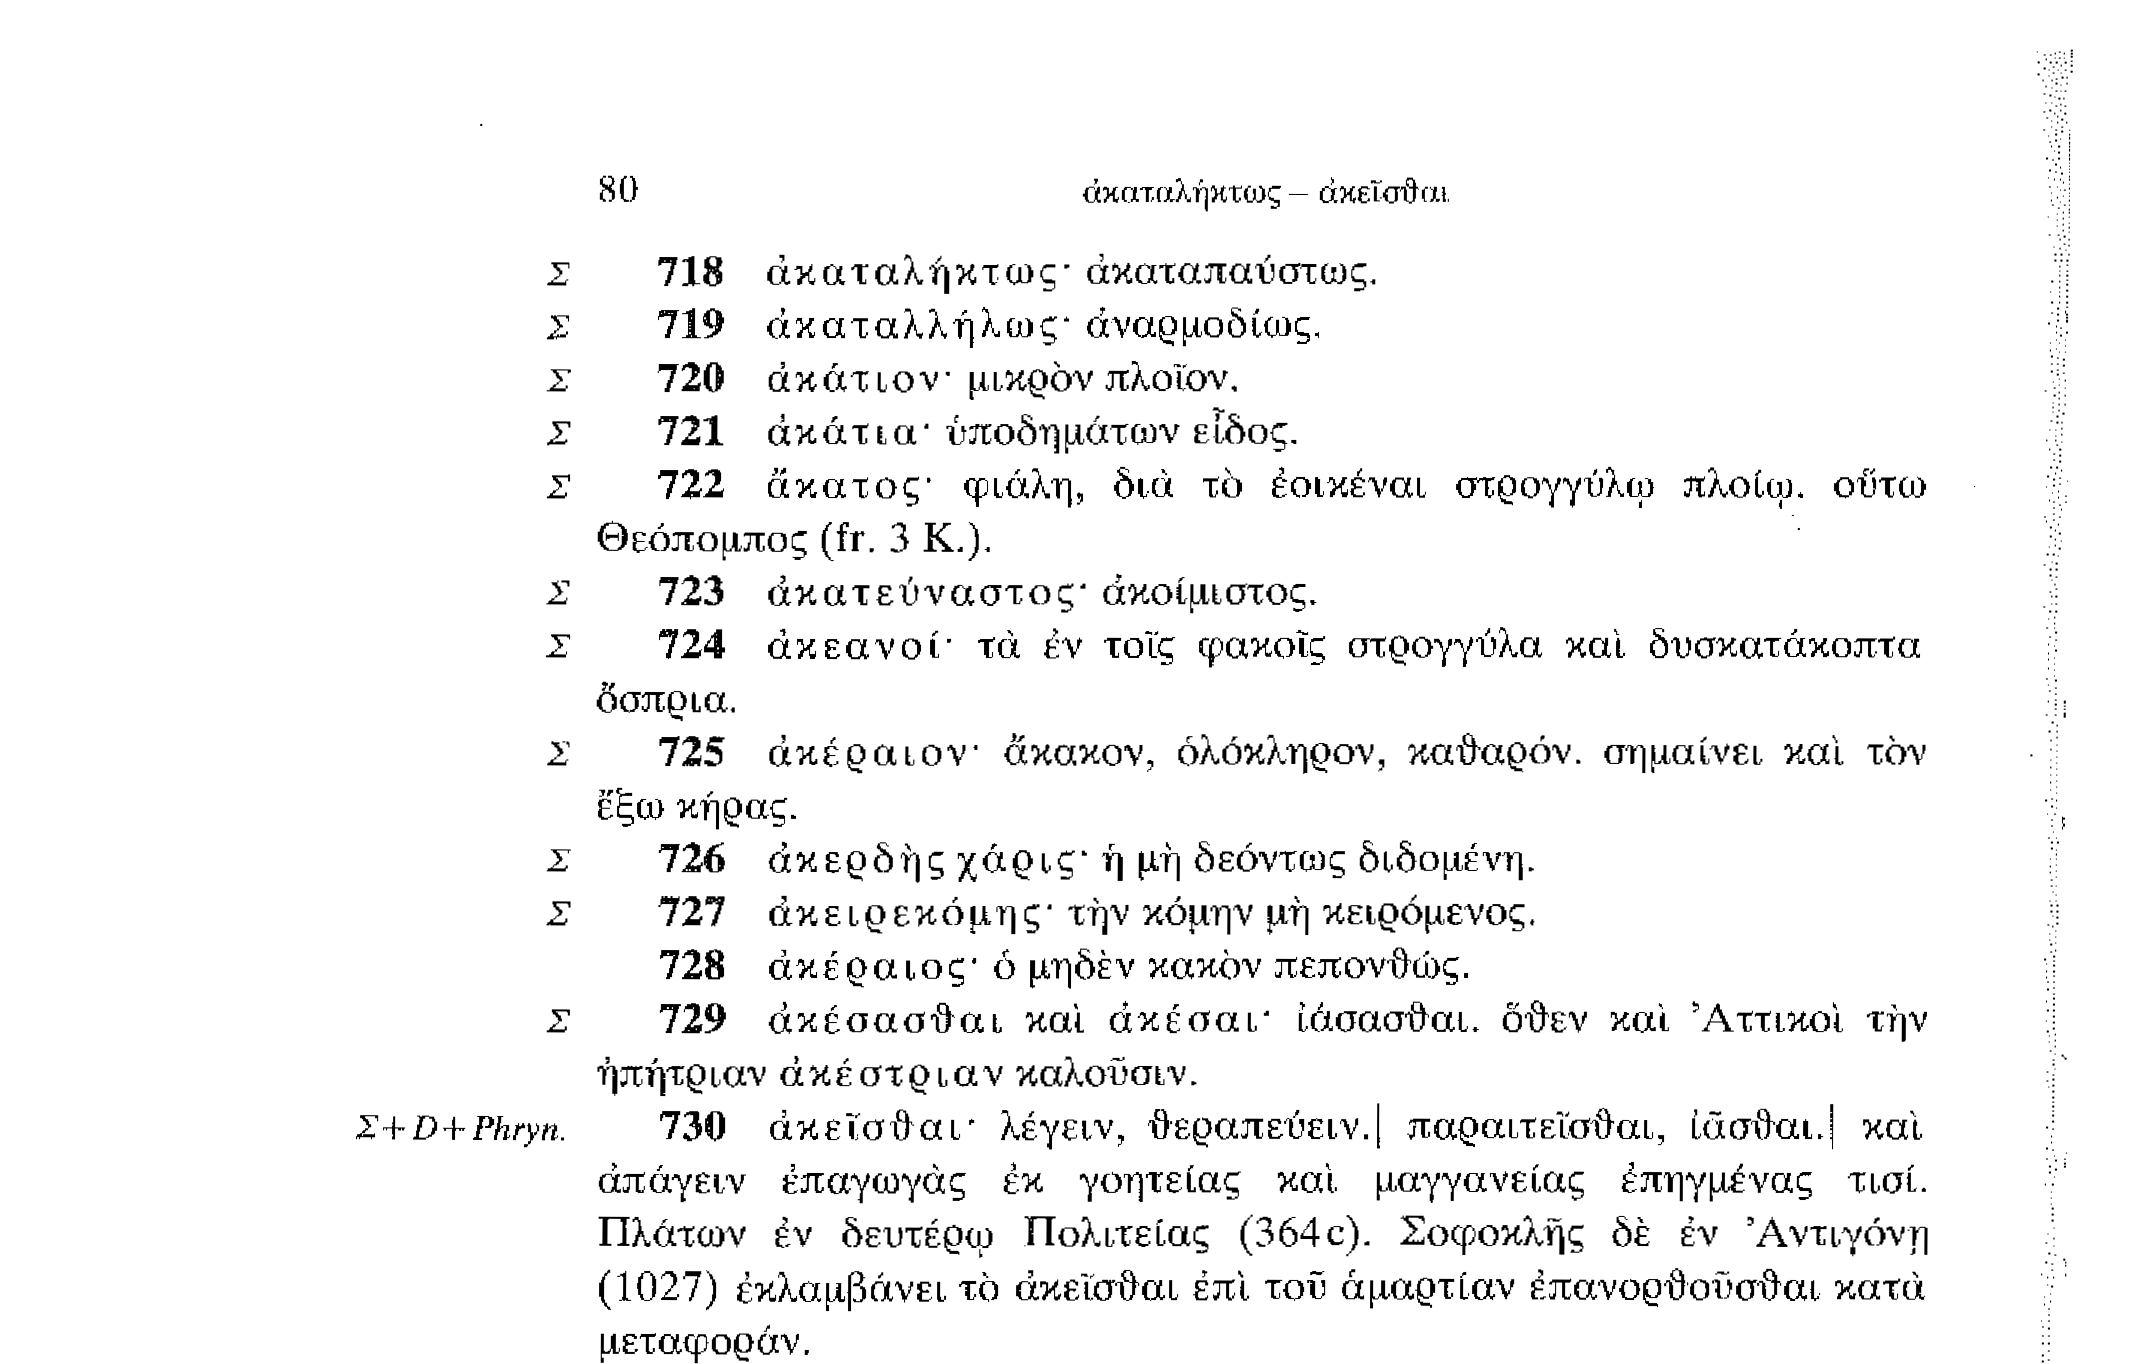 80 ἀκαταλήκτως – ἀκεῖσθαι
Σ 718 ἀκαταλήκτως· ἀκαταπαύστως.
Σ 719 ἀκαταλλήλως· ἀναρμοδίως.
Σ 720 ἀκάτιον· μικρὸν πλοῖον.
Σ 721 ἀκάτια· ὑποδημάτων εἶδος.
Σ 722 ἄκατος· φιάλη, διὰ τὸ ἐοικέναι στρογγύλῳ πλοίῳ. οὕτω
Θεόπομπος (fr. 3 K.).
Σ 723 ἀκατεύναστος· ἀκοίμιστος.
Σ 724 ἀκεανοί· τὰ ἐν τοῖς φακοῖς στρογγύλα καὶ δυσκατάκοπτα
ὄσπρια.
Σ 725 ἀκέραιον· ἄκακον, ὁλόκληρον, καθαρόν. σημαίνει καὶ τὸν
ἔξω κήρας.
Σ 726 ἀκερδὴς χάρις· ἡ μὴ δεόντως διδομένη.
Σ 727 ἀκειρεκόμης· τὴν κόμην μὴ κειρόμενος.
728 ἀκέραιος· ὁ μηδὲν κακὸν πεπονθώς.
Σ 729 ἀκέσασθαι καὶ ἀκέσαι· ἰάσασθαι. ὅθεν καὶ Ἀττικοὶ τὴν
ἠπήτριαν ἀκέστριαν καλοῦσιν.
Σ+D+Phryn. 730 ἀκεῖσθαι· λέγειν, θεραπεύειν.| παραιτεῖσθαι, ἰᾶσθαι.| καὶ
ἀπάγειν ἐπαγωγὰς ἐκ γοητείας καὶ μαγγανείας ἐπηγμένας τισί.
Πλάτων ἐν δευτέρῳ Πολιτείας (364c). Σοφοκλῆς δὲ ἐν Ἀντιγόνῃ
(1027) ἐκλαμβάνει τὸ ἀκεῖσθαι ἐπὶ τοῦ ἁμαρτίαν ἐπανορθοῦσθαι κατὰ
μεταφοράν.